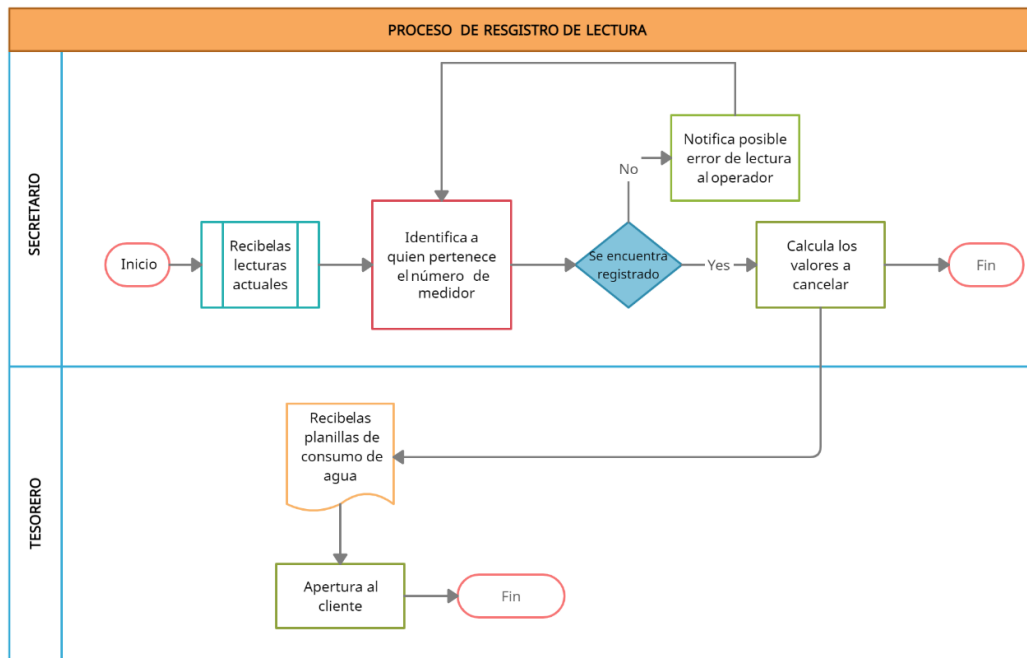 PROCESO DE RESGISTRO DE LECTURA
SECRETARIO
Inicio
Recibelas
lecturas
actuales
Identifica a
quien pertenece
el número de
medidor
Se encuentra
registrado
No
Notifica posible
error de lectura
al operador
Yes
Calcula los
valores a
cancelar
Fin
TESORERO
Recibelas
planillas de
consumo de
agua
Apertura al
cliente
Fin